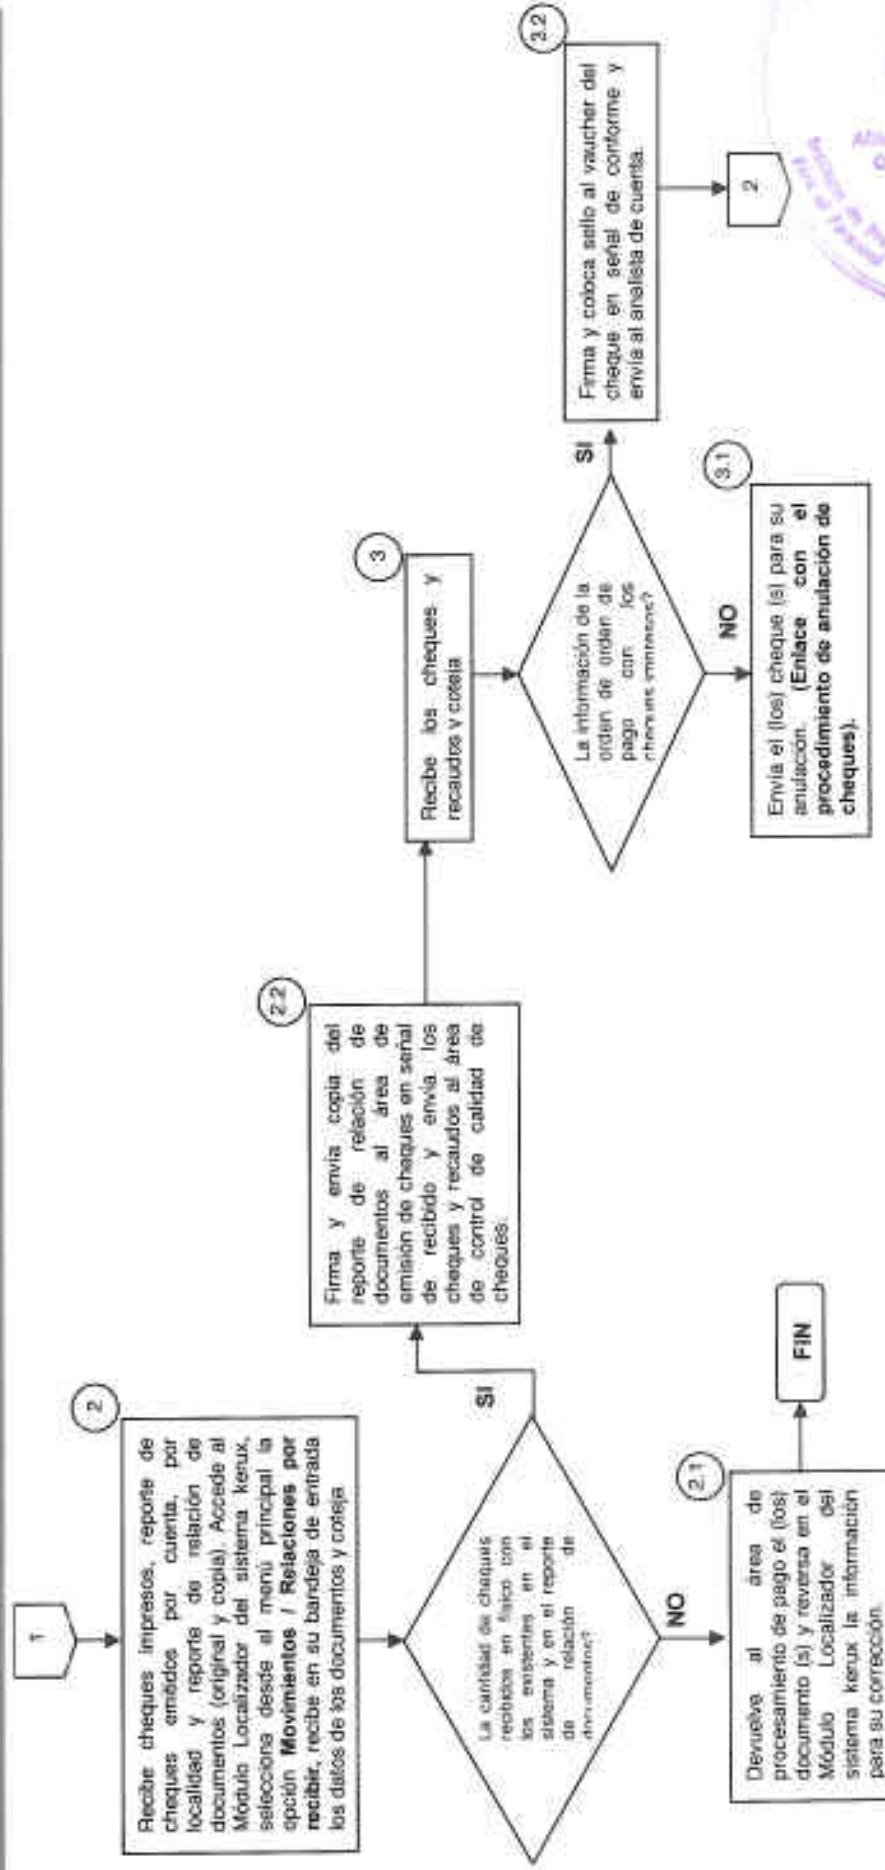 1
2
Recibe cheques impresos, reporte de
cheques emitidos por cuenta, por
localidad y reporte de relación de
documentos (original y copia). Accede al
Módulo Localizador del sistema kerux,
selecciona desde el menú principal la
opción Movimientos / Relaciones por
recibir, recibe en su bandeja de entrada
los datos de los documentos y coteja
La cantidad de cheques
recibidos en físico con
los existentes en el
sistema y en el reporte
de relación de
documentos?
SI
NO
2.1
Devuelve al área de
procesamiento de pago el (los)
documento (s) y reversa en el
Módulo Localizador del
sistema kerux la información
para su corrección.
FIN
2.2
Firma y envía copia del
reporte de relación de
documentos al área de
emisión de cheques en señal
de recibido y envía los
cheques y recaudos al área
de control de calidad de
cheques.
3
Recibe los cheques y
recaudos y coteja
La información de la
orden de orden de
pago con los
cheques impresos?
SI
NO
3.1
Envía el (los) cheque (s) para su
anulación. (Enlace con el
procedimiento de anulación de
cheques).
3.2
Firma y coloca sello al vaucher del
cheque en señal de conforme y
envía al analista de cuenta.
2